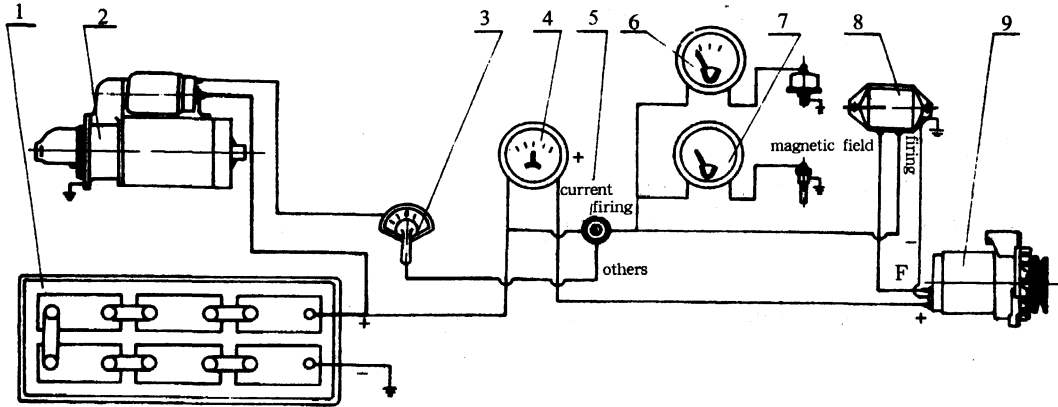 1
2
3
4
5
6
7
8
9
+
current
firing
others
magnetic field
firing
−
F
+
+
−